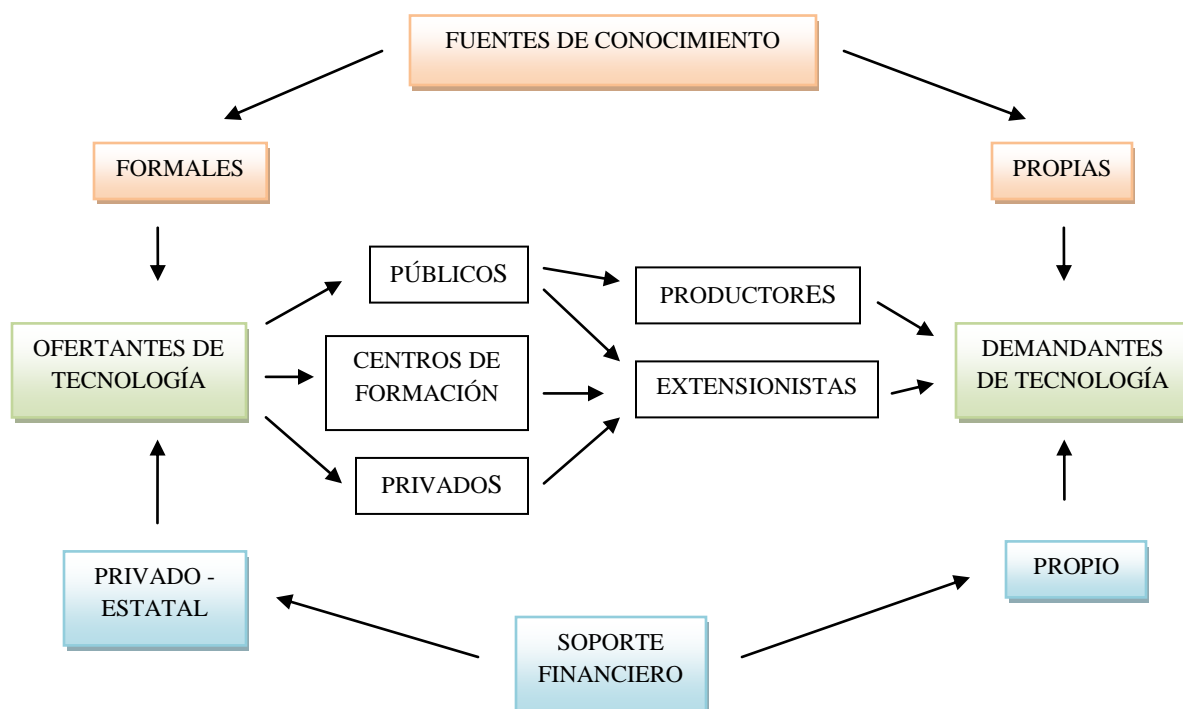 FUENTES DE CONOCIMIENTO
FORMALES
PROPIAS
PÚBLICOS
PRODUCTORES
OFERTANTES DE
TECNOLOGÍA
CENTROS DE
FORMACIÓN
EXTENSIONISTAS
DEMANDANTES
DE TECNOLOGÍA
PRIVADOS
PRIVADO -
ESTATAL
PROPIO
SOPORTE
FINANCIERO